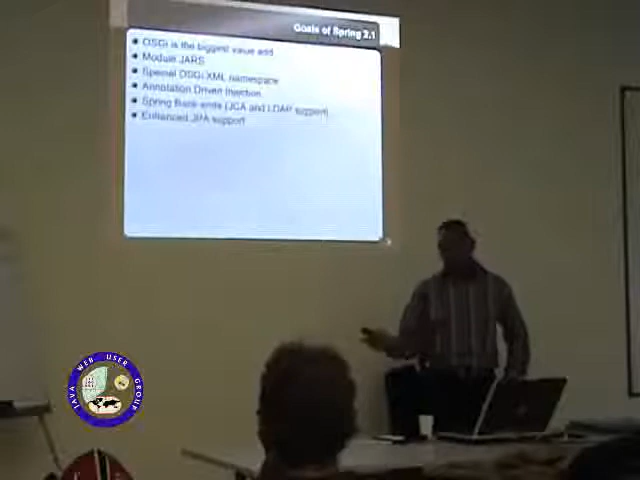 Goals of Spring 2.1
OSGi is the biggest value add
Module JARS
Special OSGi XML namespace
Annotation Driven Injection
Spring Back-ends (JCA and LDAP support)
Enhanced JPA support
JAVA WEB USER GROUP